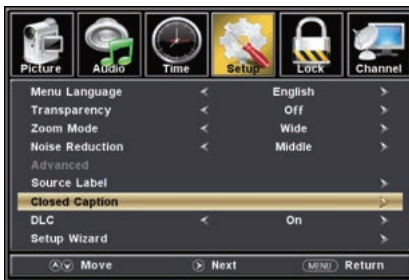 Picture Audio Time Setup Lock Channel
Menu Language English
Transparency Off
Zoom Mode Wide
Noise Reduction Middle
Advanced
Source Label
Closed Caption
DLC On
Setup Wizard
Move Next MENU Return